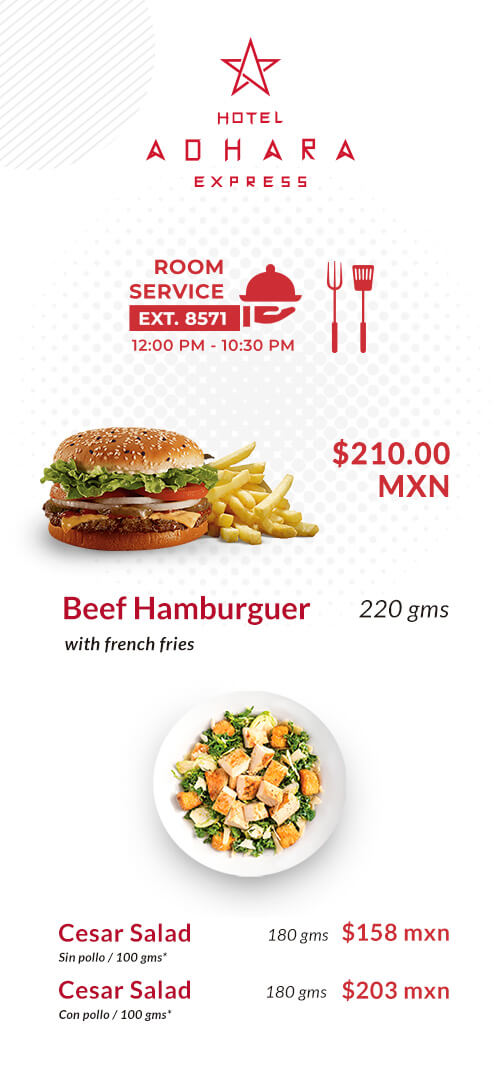 HOTEL
ADHARA
EXPRESS
ROOM
SERVICE
EXT. 8571
12:00 PM - 10:30 PM
$210.00
MXN
Beef Hamburguer 220 gms
with french fries
Cesar Salad 180 gms $158 mxn
Sin pollo / 100 gms*
Cesar Salad 180 gms $203 mxn
Con pollo / 100 gms*